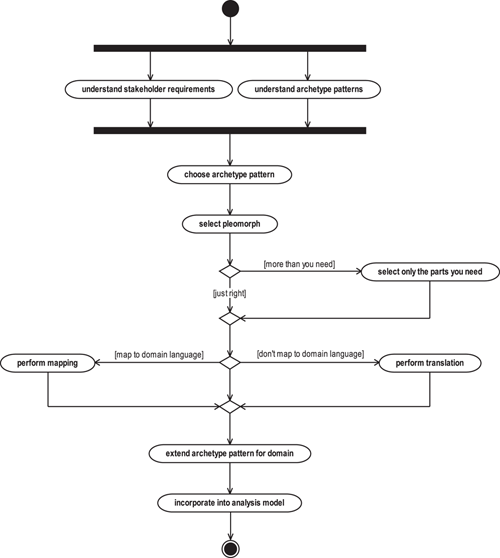 understand stakeholder requirements
understand archetype patterns
choose archetype pattern
select pleomorph
[more than you need]
select only the parts you need
[just right]
perform mapping
[map to domain language]
[don't map to domain language]
perform translation
extend archetype pattern for domain
incorporate into analysis model